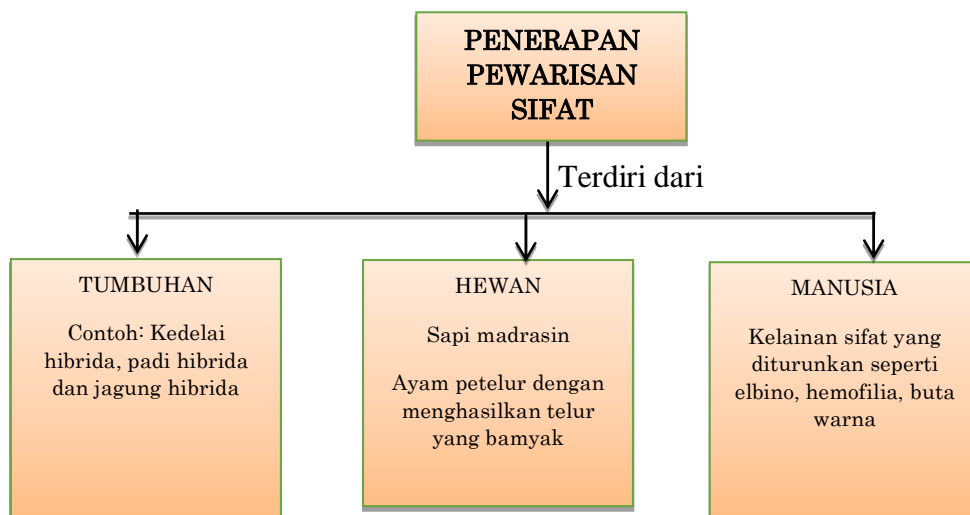 PENERAPAN
PEWARISAN
SIFAT
Terdiri dari
TUMBUHAN
Contoh: Kedelai
hibrida, padi hibrida
dan jagung hibrida
HEWAN
Sapi madrasin
Ayam petelur dengan
menghasilkan telur
yang bamyak
MANUSIA
Kelainan sifat yang
diturunkan seperti
elbino, hemofilia, buta
warna